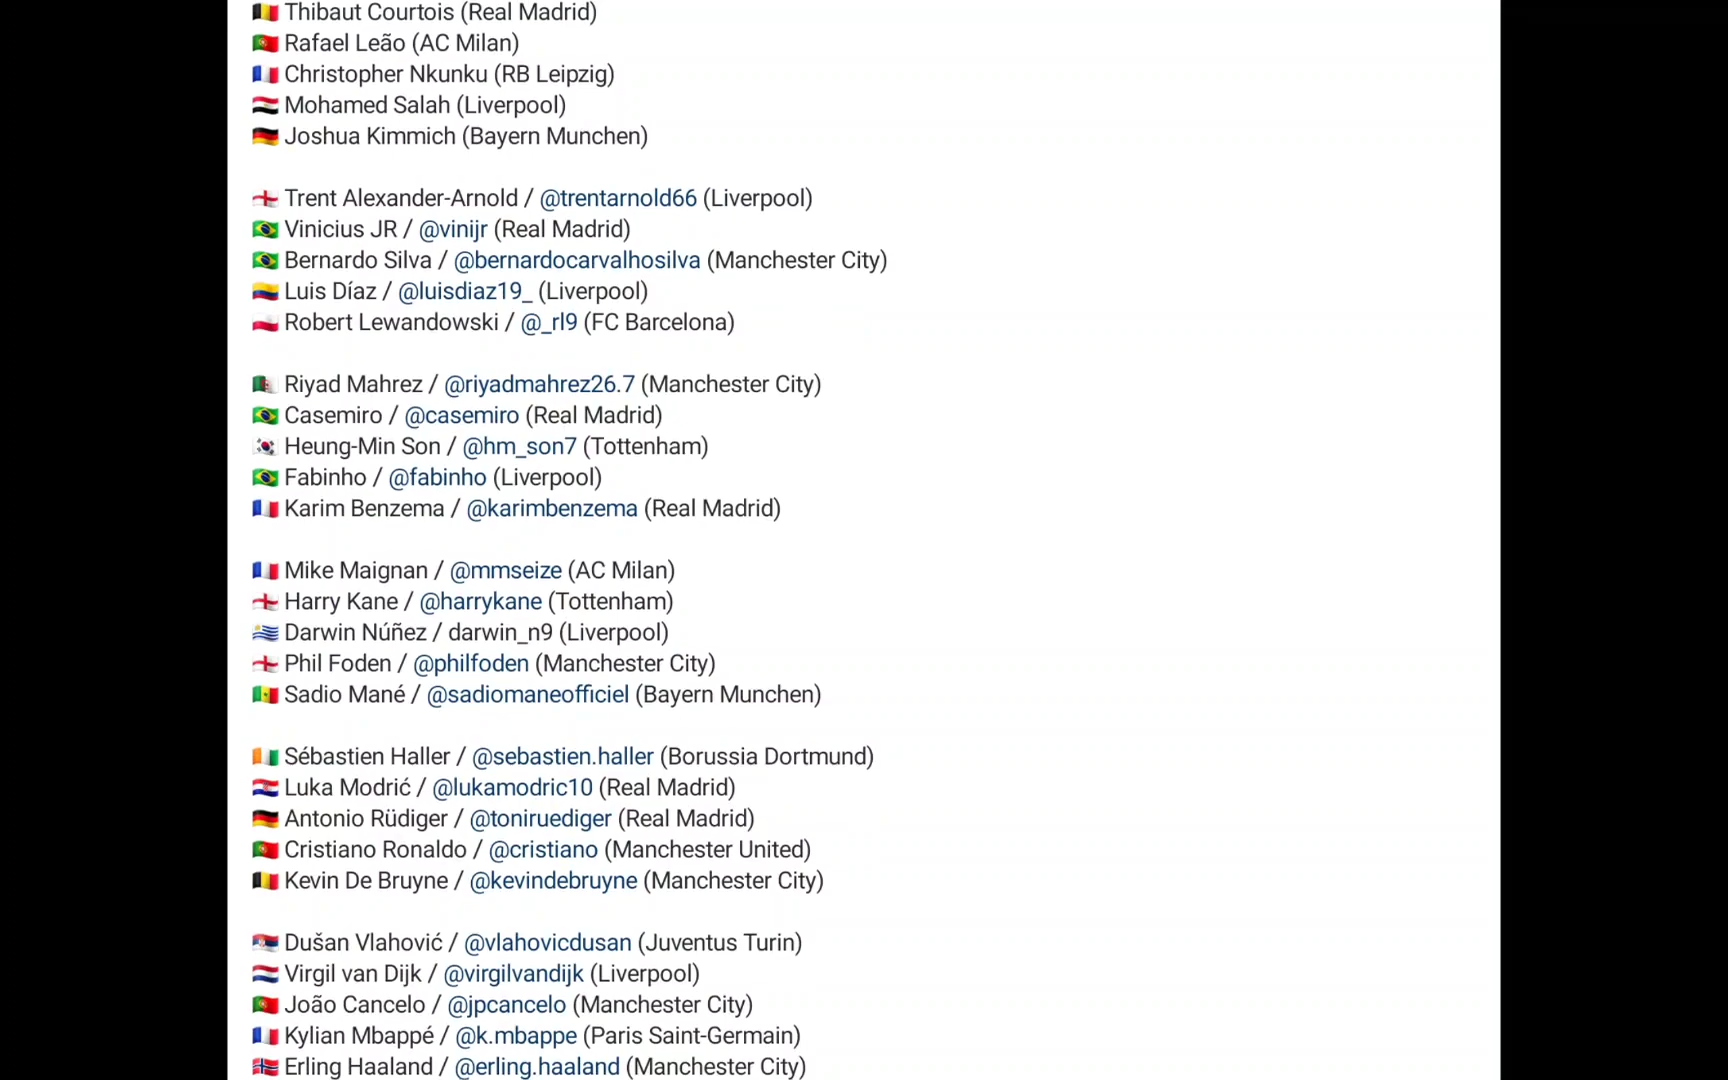 🇧🇪 Thibaut Courtois (Real Madrid)
🇵🇹 Rafael Leão (AC Milan)
🇫🇷 Christopher Nkunku (RB Leipzig)
🇪🇬 Mohamed Salah (Liverpool)
🇩🇪 Joshua Kimmich (Bayern Munchen)
🏴󠁧󠁢󠁥󠁮󠁧󠁿 Trent Alexander-Arnold / @trentarnold66 (Liverpool)
🇧🇷 Vinicius JR / @vinijr (Real Madrid)
🇧🇷 Bernardo Silva / @bernardocarvalhosilva (Manchester City)
🇨🇴 Luis Díaz / @luisdiaz19_ (Liverpool)
🇵🇱 Robert Lewandowski / @_rl9 (FC Barcelona)
🇩🇿 Riyad Mahrez / @riyadmahrez26.7 (Manchester City)
🇧🇷 Casemiro / @casemiro (Real Madrid)
🇰🇷 Heung-Min Son / @hm_son7 (Tottenham)
🇧🇷 Fabinho / @fabinho (Liverpool)
🇫🇷 Karim Benzema / @karimbenzema (Real Madrid)
🇫🇷 Mike Maignan / @mmseize (AC Milan)
🏴󠁧󠁢󠁥󠁮󠁧󠁿 Harry Kane / @harrykane (Tottenham)
🇺🇾 Darwin Núñez / darwin_n9 (Liverpool)
🏴󠁧󠁢󠁥󠁮󠁧󠁿 Phil Foden / @philfoden (Manchester City)
🇸🇳 Sadio Mané / @sadiomaneofficiel (Bayern Munchen)
🇨🇮 Sébastien Haller / @sebastien.haller (Borussia Dortmund)
🇭🇷 Luka Modrić / @lukamodric10 (Real Madrid)
🇩🇪 Antonio Rüdiger / @toniruediger (Real Madrid)
🇵🇹 Cristiano Ronaldo / @cristiano (Manchester United)
🇧🇪 Kevin De Bruyne / @kevindebruyne (Manchester City)
🇷🇸 Dušan Vlahović / @vlahovicdusan (Juventus Turin)
🇳🇱 Virgil van Dijk / @virgilvandijk (Liverpool)
🇵🇹 João Cancelo / @jpcancelo (Manchester City)
🇫🇷 Kylian Mbappé / @k.mbappe (Paris Saint-Germain)
🇳🇴 Erling Haaland / @erling.haaland (Manchester City)